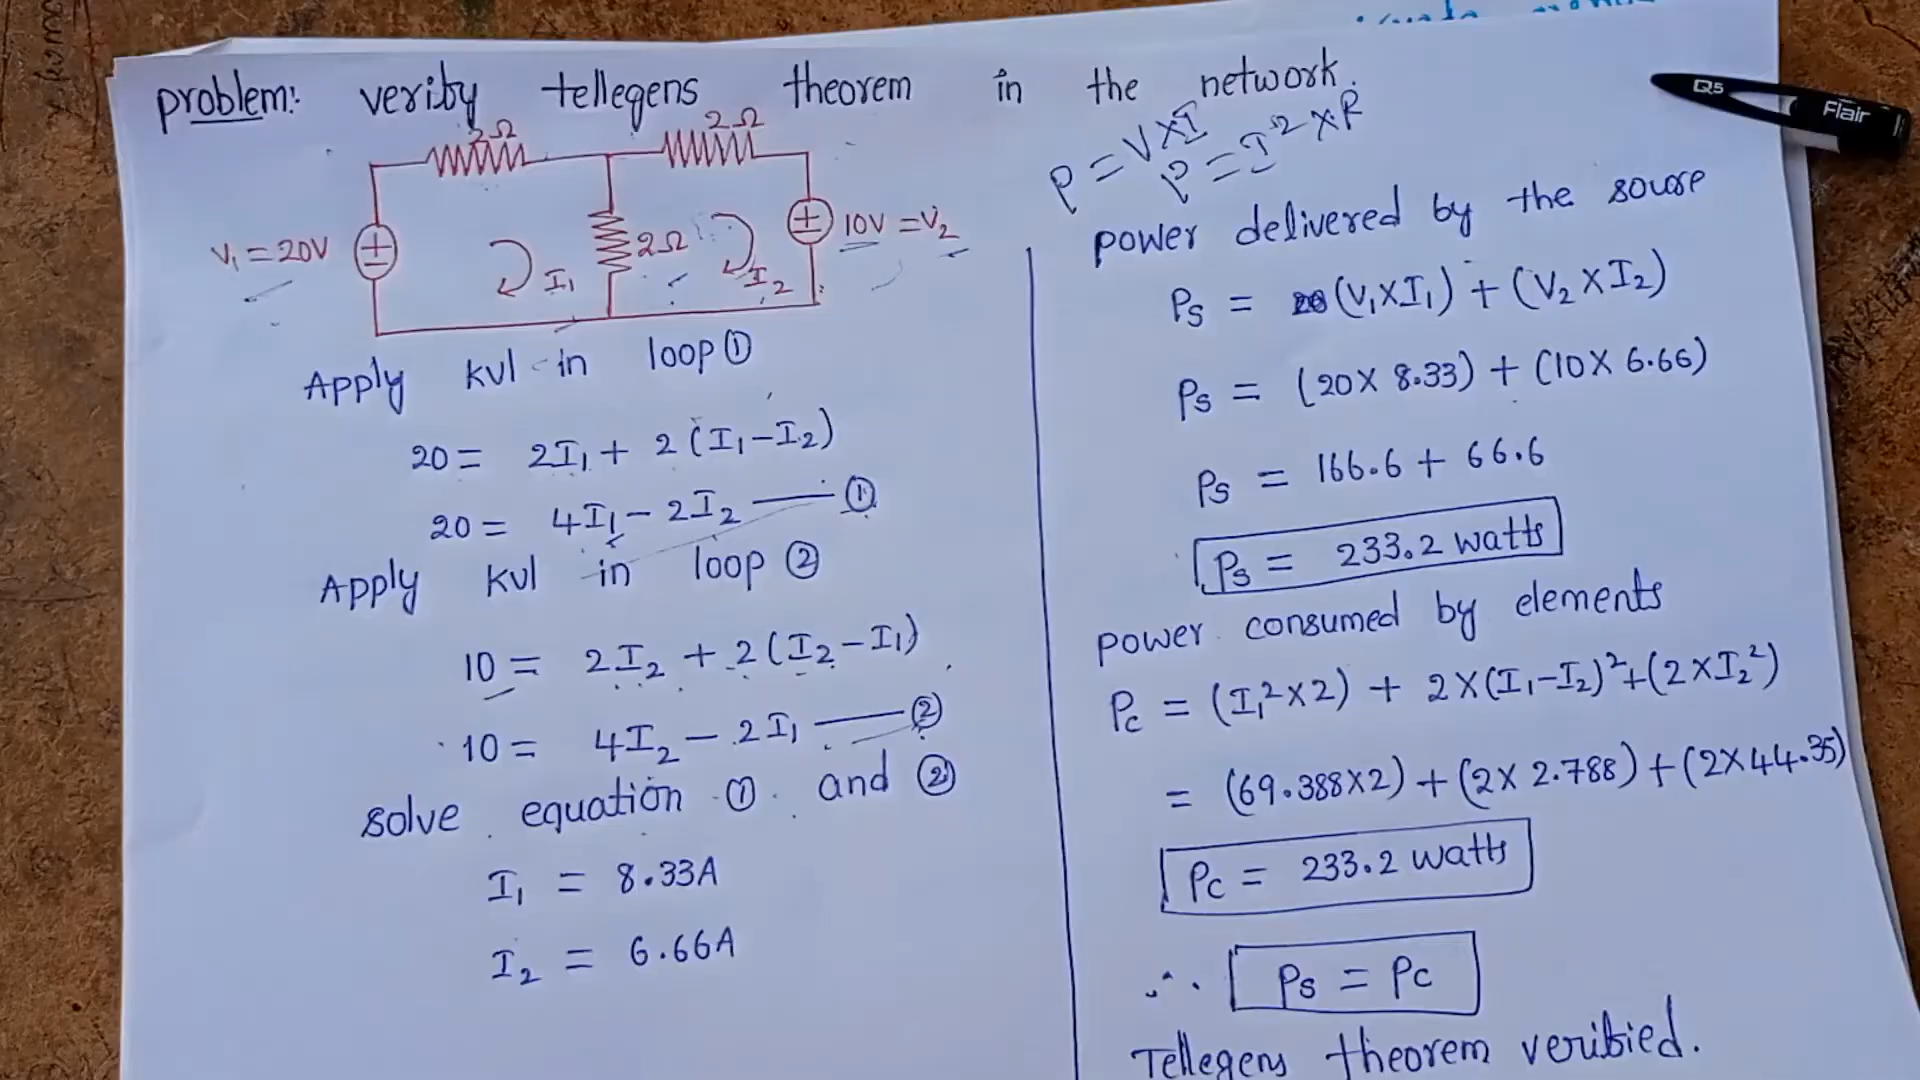 problem: veriby tellegens theorem in the network.
2Ω 2Ω
V₁ = 20V
2Ω
I₁
I₂
10V = V₂
Apply kvl in loop ①
20 = 2I₁ + 2 (I₁-I₂)
20 = 4I₁ - 2I₂ — ①
Apply kvl in loop ②
10 = 2I₂ + 2(I₂-I₁)
10 = 4I₂ - 2I₁ — ②
solve equation ① and ②
I₁ = 8.33A
I₂ = 6.66A
P = V×I
P = I²×R
power delivered by the
Ps = (V₁×I₁) + (V₂×I₂)
Ps = (20×8.33) + (10×6.66)
Ps = 166.6 + 66.6
Ps = 233.2 watts
power consumed by elements
Pc = (I₁²×2) + 2×(I₁-I₂)²+(2×I₂²)
= (69.388×2)+(2×2.788)+(2×44.35)
Pc = 233.2 watts
∴ Ps = Pc
Tellegens theorem veribied.
Q5 Flair